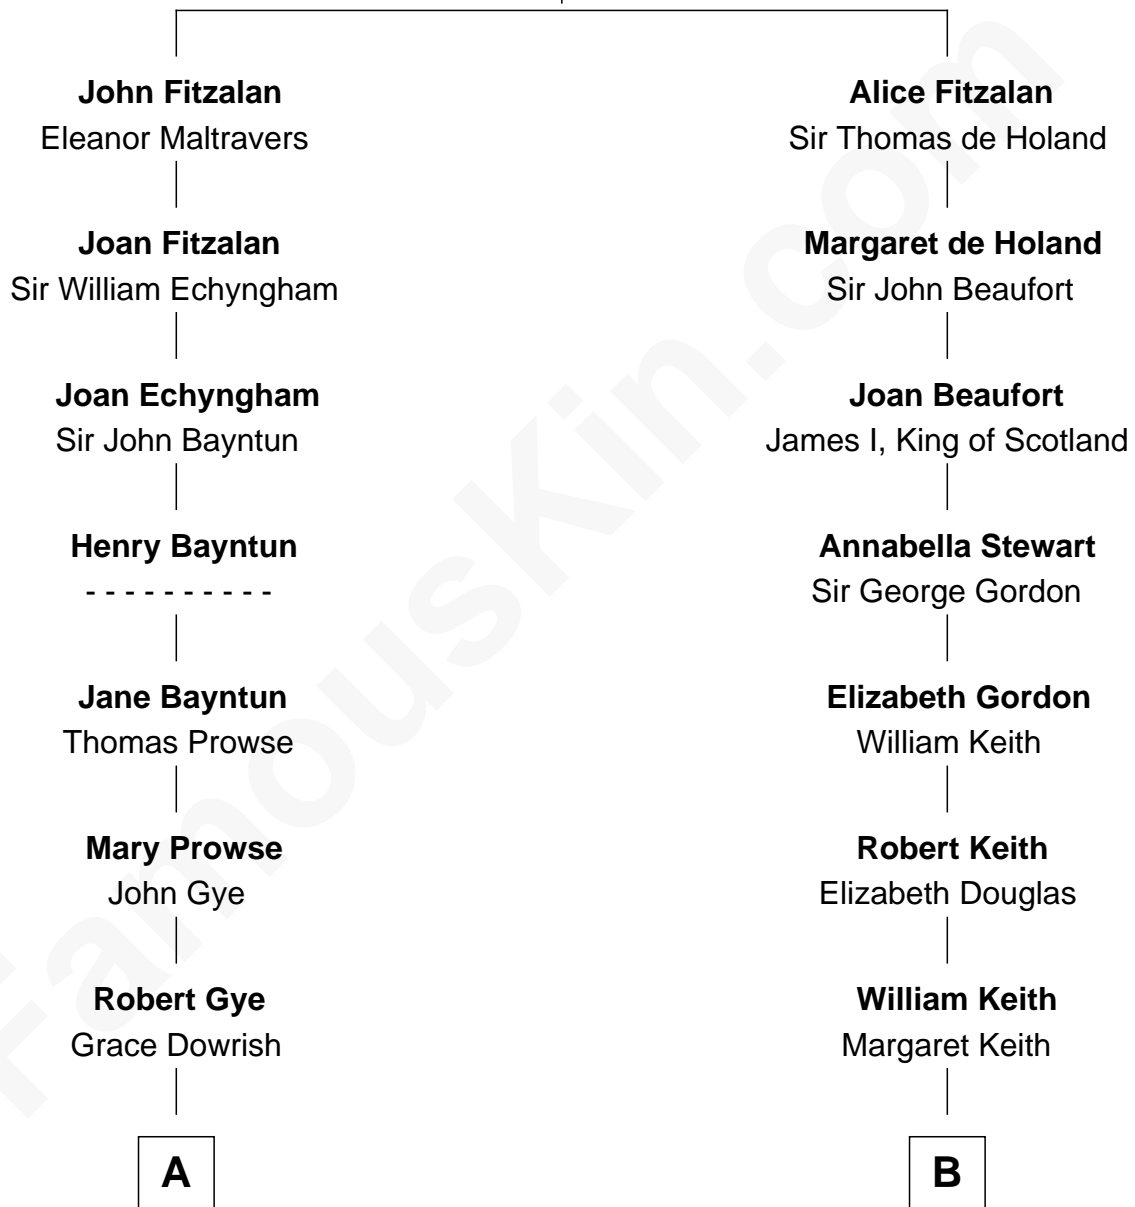 John Fitzalan
Eleanor Maltravers
Joan Fitzalan
Sir William Echyngham
Joan Echyngham
Sir John Bayntun
Henry Bayntun
- - - - - - - - - -
Jane Bayntun
Thomas Prowse
Mary Prowse
John Gye
Robert Gye
Grace Dowrish
A
Alice Fitzalan
Sir Thomas de Holand
Margaret de Holand
Sir John Beaufort
Joan Beaufort
James I, King of Scotland
Annabella Stewart
Sir George Gordon
Elizabeth Gordon
William Keith
Robert Keith
Elizabeth Douglas
William Keith
Margaret Keith
B
FamousKin.com